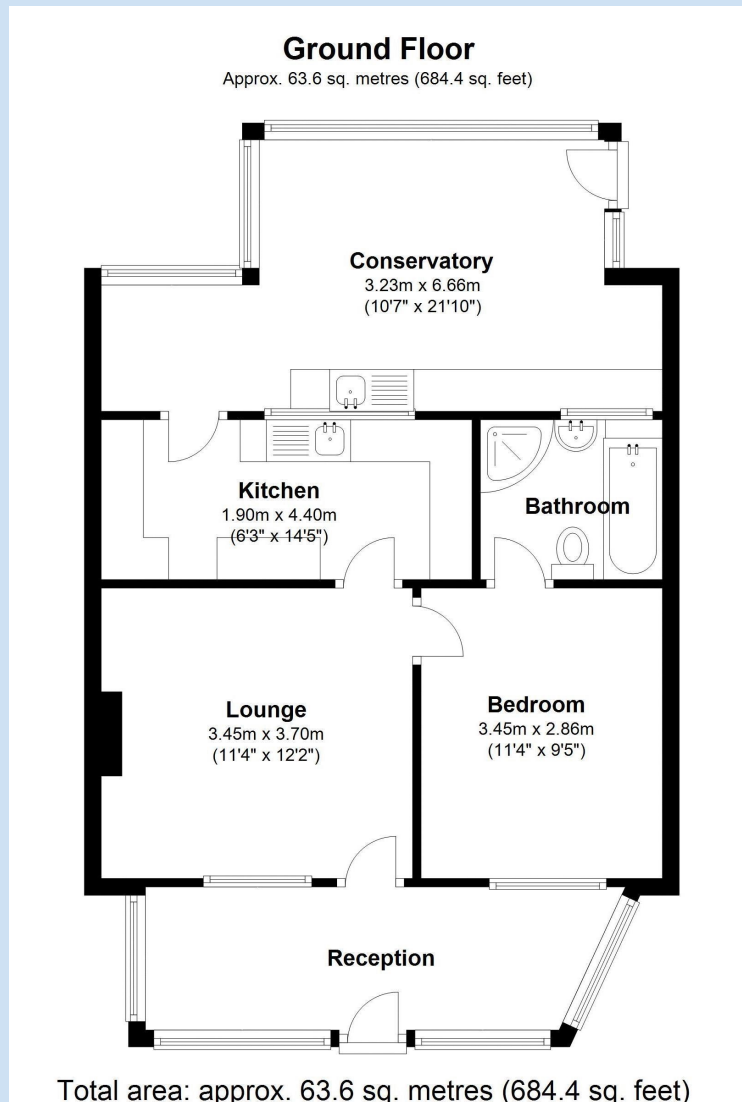 Ground Floor
Approx. 63.6 sq. metres (684.4 sq. feet)
Conservatory
3.23m x 6.66m
(10'7" x 21'10")
Kitchen
1.90m x 4.40m
(6'3" x 14'5")
Bathroom
Lounge
3.45m x 3.70m
(11'4" x 12'2")
Bedroom
3.45m x 2.86m
(11'4" x 9'5")
Reception
Total area: approx. 63.6 sq. metres (684.4 sq. feet)